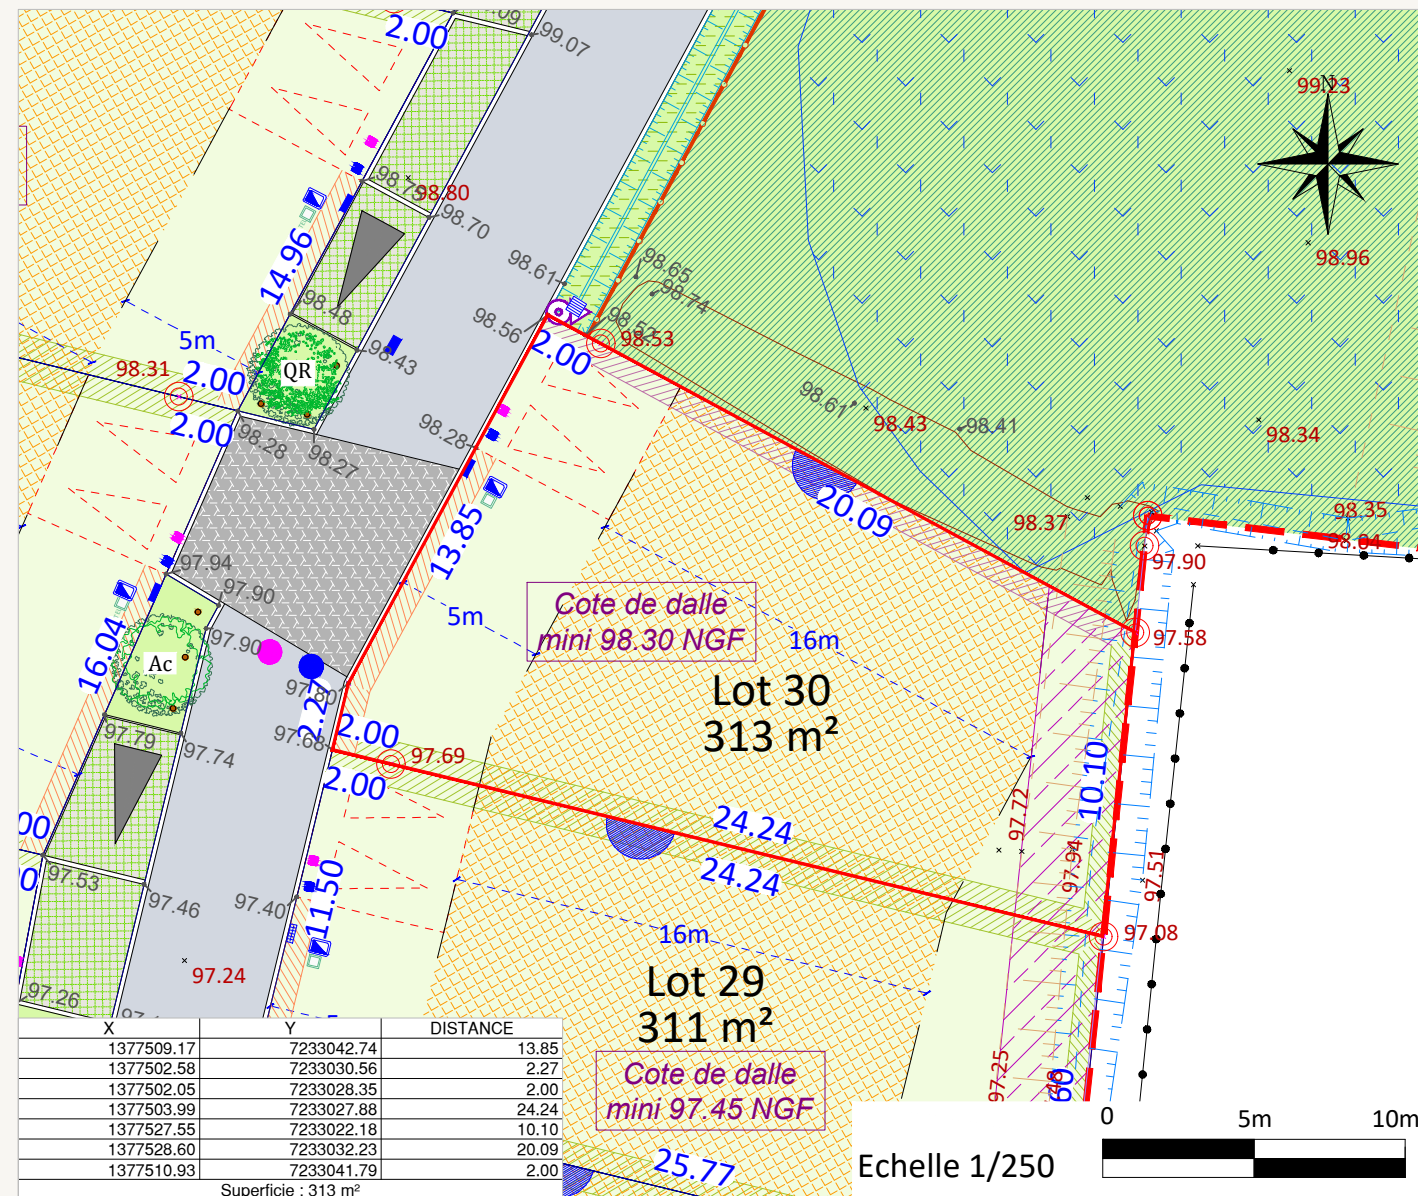 2.00
99.07
N
99.23
98.80
98.70
98.96
14.96
98.61
98.65
98.74
98.48
98.56
98.53
5m
98.43
2.00
QR
98.31
2.00
98.61
98.43
98.41
98.34
2.00
98.28
98.27
98.28
20.09
98.37
98.35
13.85
97.90
97.94
97.90
97.90
5m
Cote de dalle
mini 98.30 NGF
16m
97.58
16.04
Ac
97.80
2.27
Lot 30
313 m²
97.79
97.74
97.68
2.00
97.69
2.00
10.10
97.72
24.24
24.24
97.94
97.51
97.53
97.46
97.40
11.50
16m
97.08
97.24
97.26
Lot 29
311 m²
Cote de dalle
mini 97.45 NGF
97.25
25.77
X Y DISTANCE
1377509.17 7233042.74 13.85
1377502.58 7233030.56 2.27
1377502.05 7233028.35 2.00
1377503.99 7233027.88 24.24
1377527.55 7233022.18 10.10
1377528.60 7233032.23 20.09
1377510.93 7233041.79 2.00
Superficie : 313 m²
Echelle 1/250
0 5m 10m